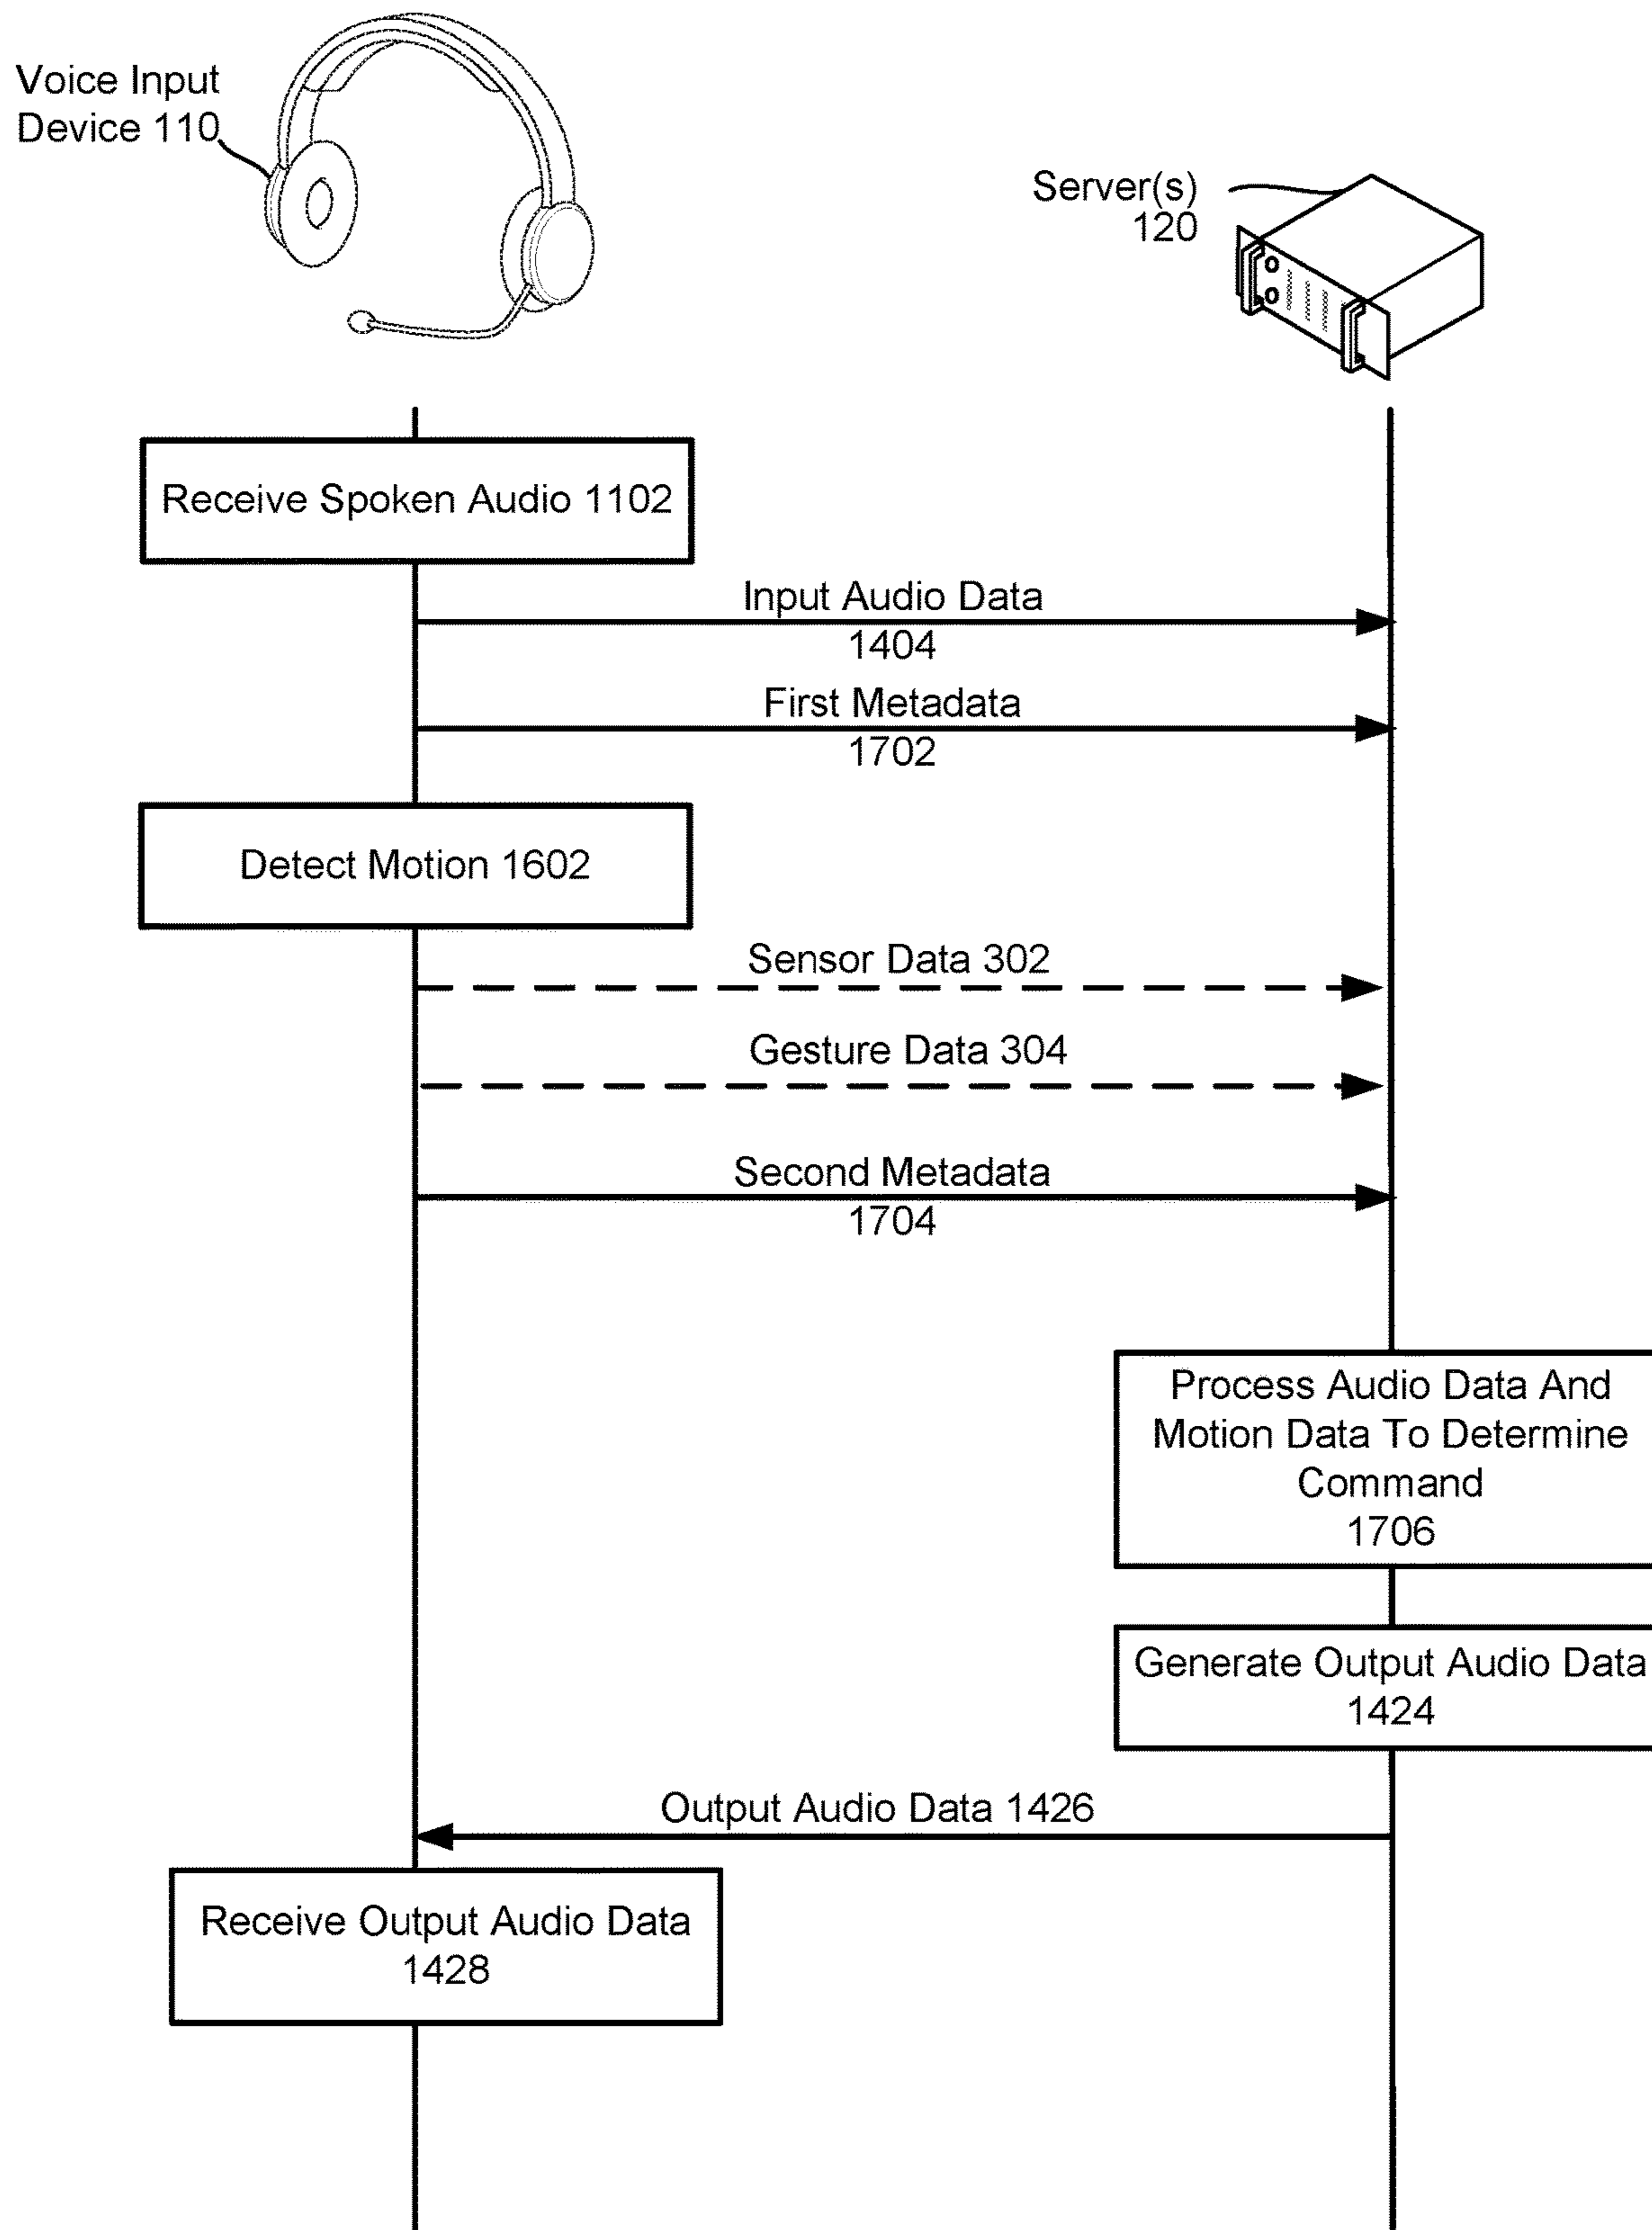 Voice Input
Device 110
Server(s)
120
Receive Spoken Audio 1102
Input Audio Data
1404
First Metadata
1702
Detect Motion 1602
Sensor Data 302
Gesture Data 304
Second Metadata
1704
Process Audio Data And
Motion Data To Determine
Command
1706
Generate Output Audio Data
1424
Output Audio Data 1426
Receive Output Audio Data
1428